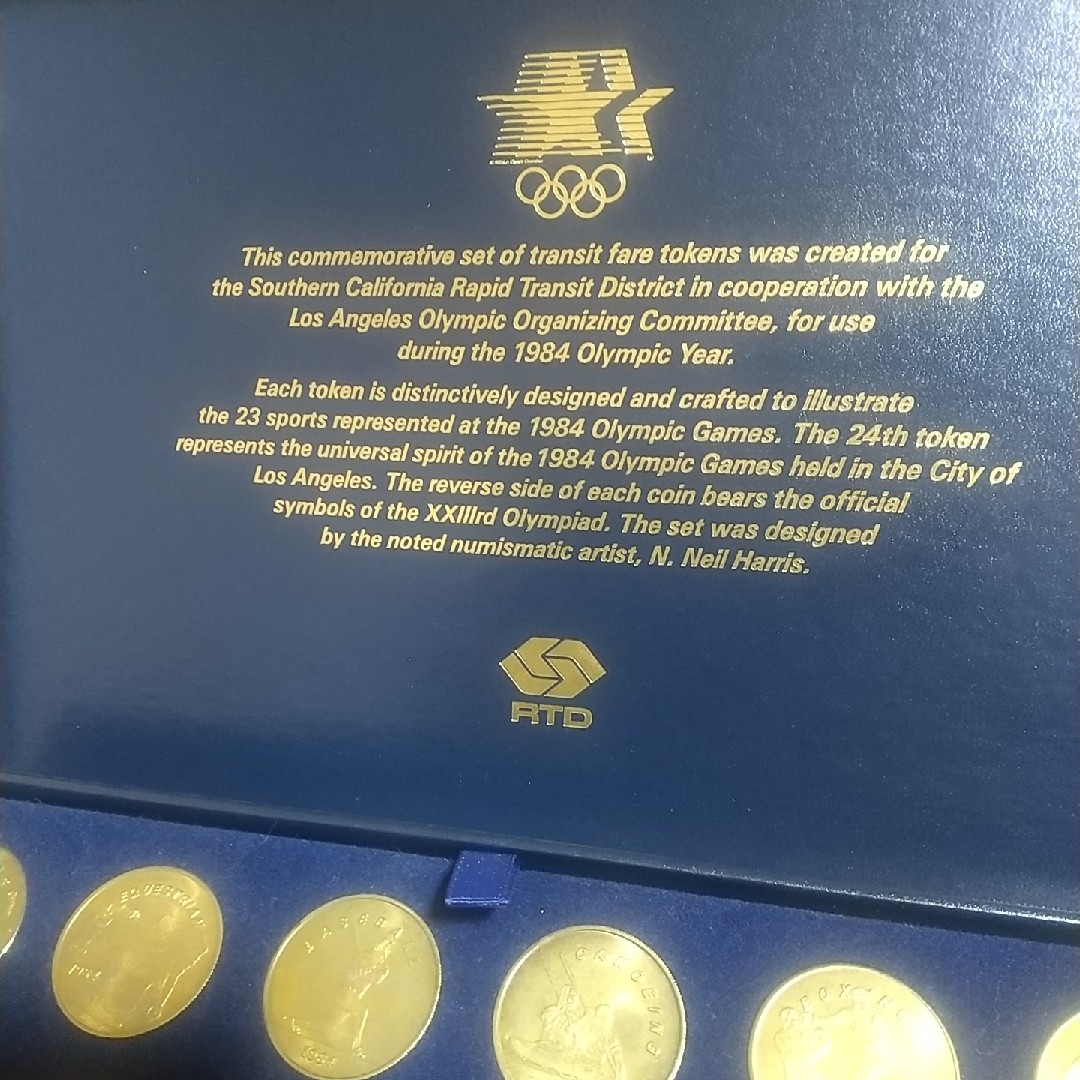 This commemorative set of transit fare tokens was created for
the Southern California Rapid Transit District in cooperation with the
Los Angeles Olympic Organizing Committee, for use
during the 1984 Olympic Year.
Each token is distinctively designed and crafted to illustrate
the 23 sports represented at the 1984 Olympic Games. The 24th token
represents the universal spirit of the 1984 Olympic Games held in the City of
Los Angeles. The reverse side of each coin bears the official
symbols of the XXIIIrd Olympiad. The set was designed
by the noted numismatic artist, N. Neil Harris.
RTD
EQUESTRIAN
1984
BASEBALL
1984
CANOEING
BOXING